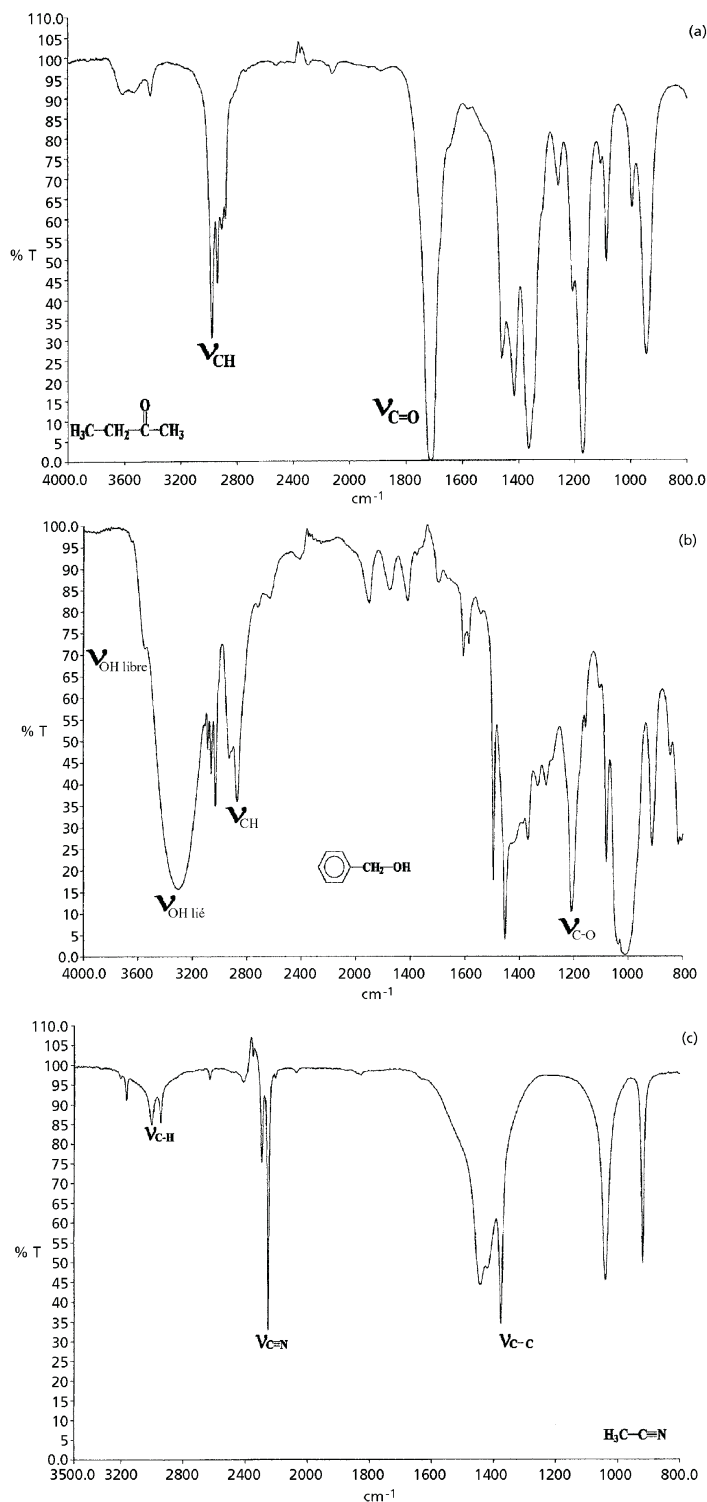 (a)
110.0
105
100
95
90
85
80
75
70
65
60
55
50
45
40
35
30
25
20
15
10
5
0.0
% T
νCH
νC=O
O
H₃C—CH₂—C—CH₃
4000.0 3600 3200 2800 2400 2000 1800 1600 1400 1200 1000 800.0
cm⁻¹
(b)
100.0
95
90
85
80
75
70
65
60
55
50
45
40
35
30
25
20
15
10
5
0.0
% T
νOH libre
νCH
νOH lié
CH₂—OH
νC-O
4000.0 3600 3200 2800 2400 2000 1800 1600 1400 1200 1000 800
cm⁻¹
(c)
110.0
105
100
95
90
85
80
75
70
65
60
55
50
45
40
35
30
25
20
15
10
5
0.0
% T
νC-H
νC≡N
νC-C
H₃C—C≡N
3500.0 3200 2800 2400 2000 1800 1600 1400 1200 1000 800.0
cm⁻¹